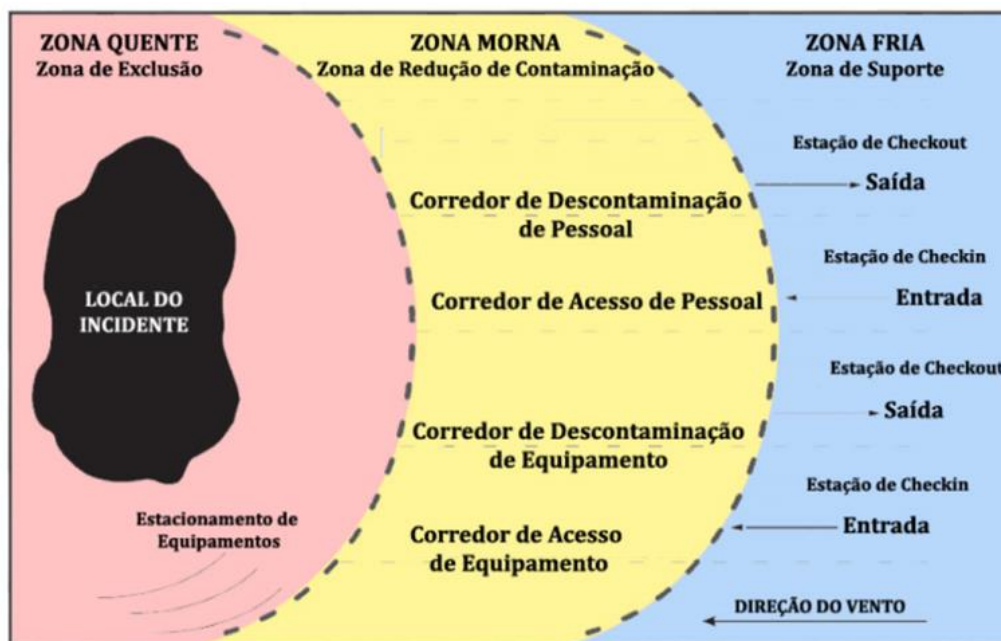 ZONA QUENTE
Zona de Exclusão
ZONA MORNA
Zona de Redução de Contaminação
ZONA FRIA
Zona de Suporte
Estação de Checkout
Saída
Corredor de Descontaminação
de Pessoal
Estação de Checkin
Entrada
Corredor de Acesso de Pessoal
LOCAL DO
INCIDENTE
Estação de Checkout
Saída
Corredor de Descontaminação
de Equipamento
Estação de Checkin
Entrada
Estacionamento de
Equipamentos
Corredor de Acesso
de Equipamento
DIREÇÃO DO VENTO